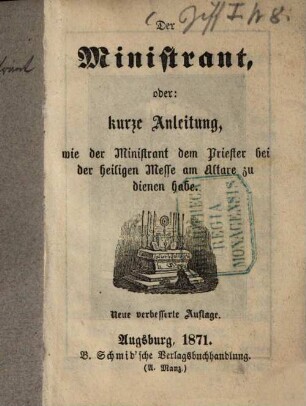 Der
Ministrant,
oder:
kurze Anleitung,
wie der Ministrant dem Priester bei
der heiligen Messe am Altare zu
dienen habe.
BIBLIOTHECA
REGIA
MONACENSIS
Neue verbesserte Auflage.
Augsburg, 1871.
B. Schmid'sche Verlagsbuchhandlung.
(A. Manz.)